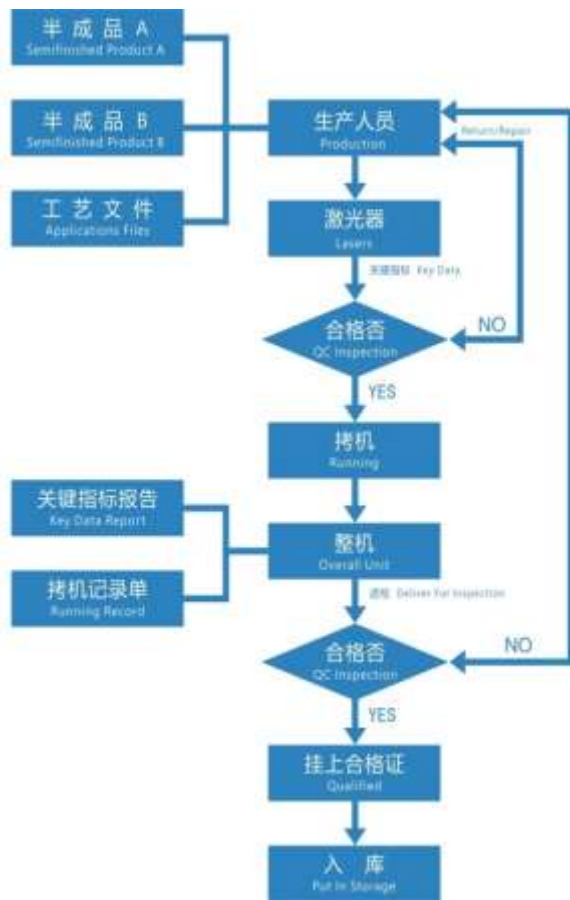 半成品 A
Semifinished Product A
半成品 B
Semifinished Product B
工艺文件
Applications Files
生产人员
Production
Return/Repair
激光器
Lasers
关键指标 Key Data
合格否
QC Inspection
NO
YES
拷机
Running
关键指标报告
Key Data Report
拷机记录单
Running Record
整机
Overall Unit
送检 Deliver For Inspection
合格否
QC Inspection
NO
YES
挂上合格证
Qualified
入库
Put In Storage